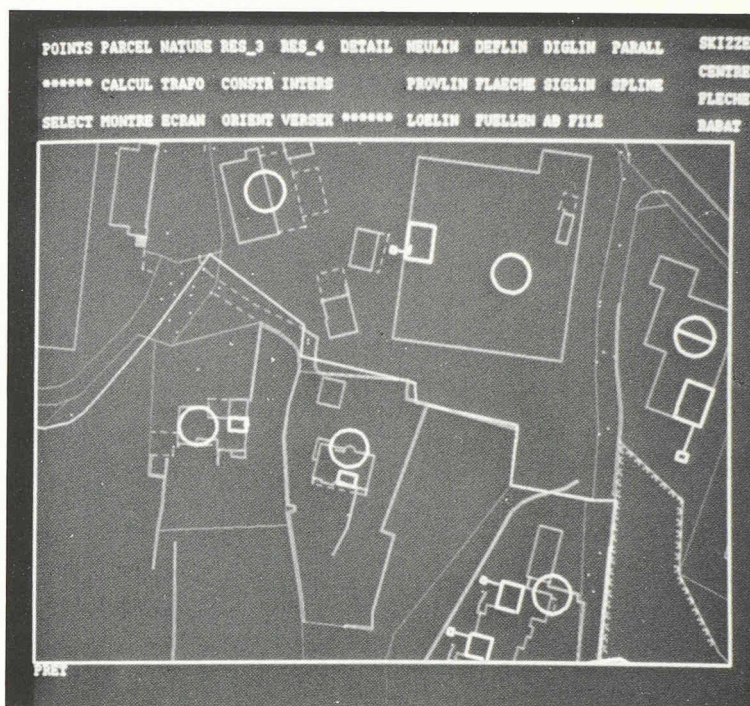 POINTS PARCEL NATURE RES_3 RES_4 DETAIL NEULIN DEFLIN DIGLIN PARALL SKIZZE
****** CALCUL TRAFO CONSTR INTERS PROVLIN FLAECHE SIGLIN SPLINE CENTRE
FLECHE
SELECT MONTRE ECRAN ORIENT VERSEK ****** LOELIN FUELLEN AB FILE RABAT
PRET